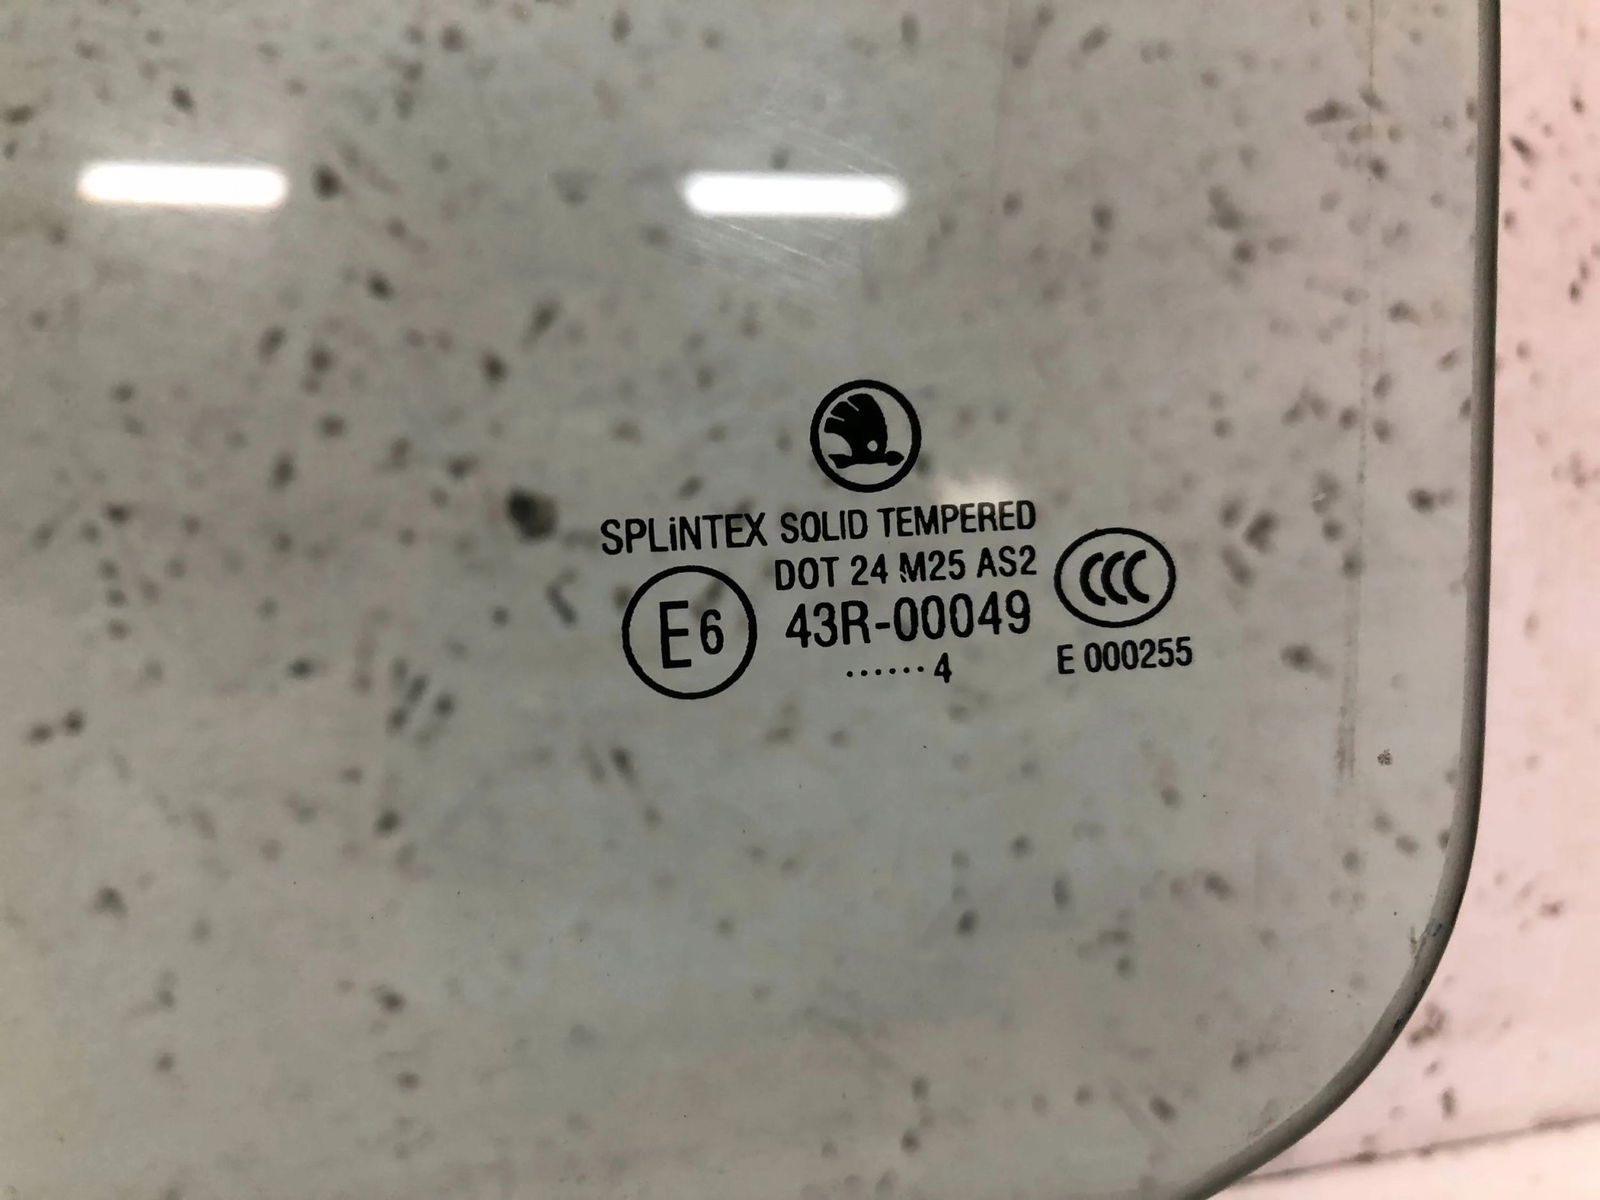 SPLiNTEX SOLID TEMPERED
DOT 24 M25 AS2
E6
43R-00049
......4
CCC
E 000255